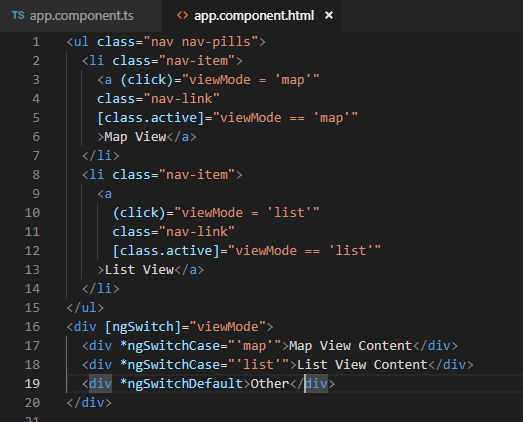 TS app.component.ts <> app.component.html ×
1 <ul class="nav nav-pills">
2   <li class="nav-item">
3     <a (click)="viewMode = 'map'"
4     class="nav-link"
5     [class.active]="viewMode == 'map'"
6     >Map View</a>
7   </li>
8   <li class="nav-item">
9     <a
10       (click)="viewMode = 'list'"
11       class="nav-link"
12       [class.active]="viewMode == 'list'"
13     >List View</a>
14   </li>
15 </ul>
16 <div [ngSwitch]="viewMode">
17   <div *ngSwitchCase="'map'">Map View Content</div>
18   <div *ngSwitchCase="'list'">List View Content</div>
19   <div *ngSwitchDefault>Other</div>
20 </div>
21